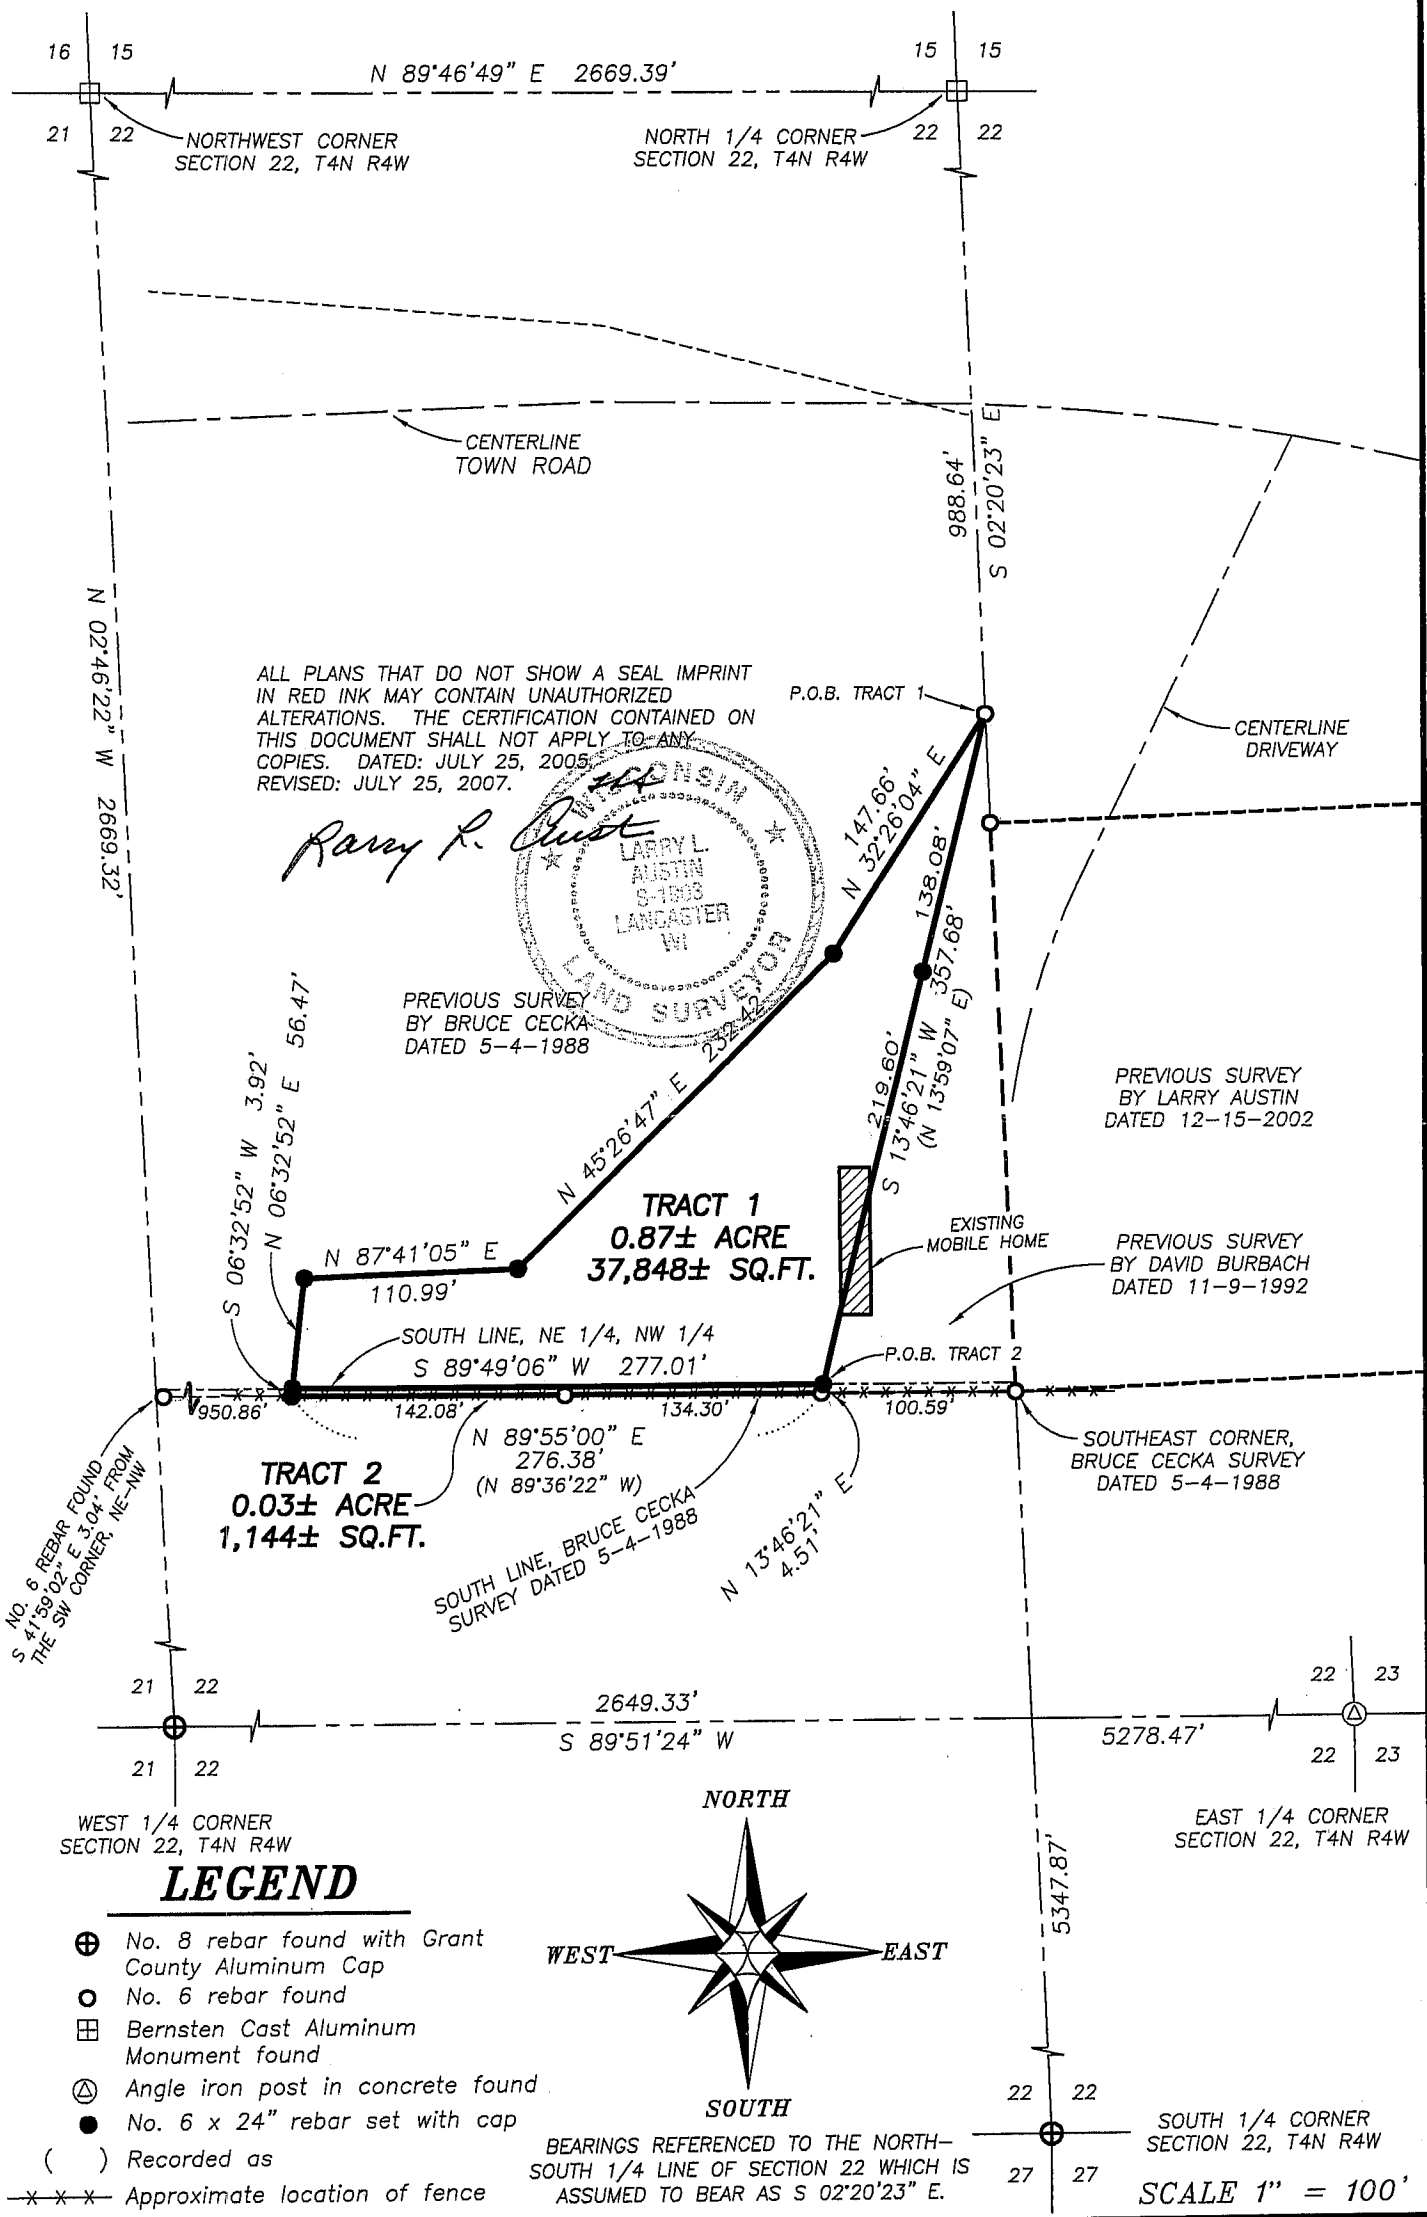 16 15
15 15
N 89°46'49" E 2669.39'
21 22
22 22
NORTHWEST CORNER
SECTION 22, T4N R4W
NORTH 1/4 CORNER
SECTION 22, T4N R4W
CENTERLINE
TOWN ROAD
988.64'
S 02°20'23" E
N 02°46'22" W 2669.32'
ALL PLANS THAT DO NOT SHOW A SEAL IMPRINT
IN RED INK MAY CONTAIN UNAUTHORIZED
ALTERATIONS. THE CERTIFICATION CONTAINED ON
THIS DOCUMENT SHALL NOT APPLY TO ANY
COPIES. DATED: JULY 25, 2005,
REVISED: JULY 25, 2007.
P.O.B. TRACT 1
CENTERLINE
DRIVEWAY
WISCONSIN
LARRY L.
AUSTIN
LANCASTER
WI
LAND SURVEYOR
147.66'
N 32°26'04" E
138.08'
357.68'
S 13°46'21" W
(N 13°59'07" E)
219.60'
PREVIOUS SURVEY
BY BRUCE CECKA
DATED 5-4-1988
232.42'
N 45°26'47" E
PREVIOUS SURVEY
BY LARRY AUSTIN
DATED 12-15-2002
S 06°32'52" W 3.92'
N 06°32'52" E 56.47'
TRACT 1
0.87± ACRE
37,848± SQ.FT.
EXISTING
MOBILE HOME
PREVIOUS SURVEY
BY DAVID BURBACH
DATED 11-9-1992
N 87°41'05" E
110.99'
SOUTH LINE, NE 1/4, NW 1/4
S 89°49'06" W 277.01'
P.O.B. TRACT 2
950.86'
142.08'
134.30'
100.59'
N 89°55'00" E
276.38'
(N 89°36'22" W)
SOUTHEAST CORNER,
BRUCE CECKA SURVEY
DATED 5-4-1988
TRACT 2
0.03± ACRE
1,144± SQ.FT.
NO. 6 REBAR FOUND
S 41°59'02" E 3.04' FROM
THE SW CORNER, NE-NW
SOUTH LINE, BRUCE CECKA
SURVEY DATED 5-4-1988
N 13°46'21" E
4.51'
21 22
22 23
2649.33'
S 89°51'24" W
5278.47'
21 22
22 23
WEST 1/4 CORNER
SECTION 22, T4N R4W
EAST 1/4 CORNER
SECTION 22, T4N R4W
5347.87'
NORTH
WEST
EAST
SOUTH
LEGEND
No. 8 rebar found with Grant
County Aluminum Cap
No. 6 rebar found
Bernsten Cast Aluminum
Monument found
Angle iron post in concrete found
No. 6 x 24" rebar set with cap
( ) Recorded as
x x x Approximate location of fence
BEARINGS REFERENCED TO THE NORTH-
SOUTH 1/4 LINE OF SECTION 22 WHICH IS
ASSUMED TO BEAR AS S 02°20'23" E.
22 22
27 27
SOUTH 1/4 CORNER
SECTION 22, T4N R4W
SCALE 1" = 100'